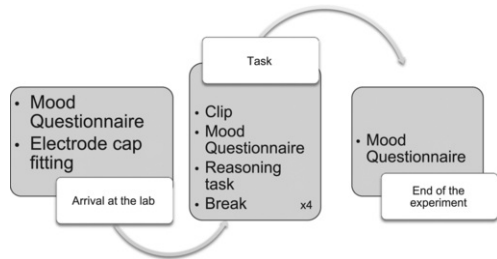 • Mood
Questionnaire
• Electrode cap
fitting
Arrival at the lab
Task
• Clip
• Mood
Questionnaire
• Reasoning
task
• Break
x4
• Mood
Questionnaire
End of the
experiment